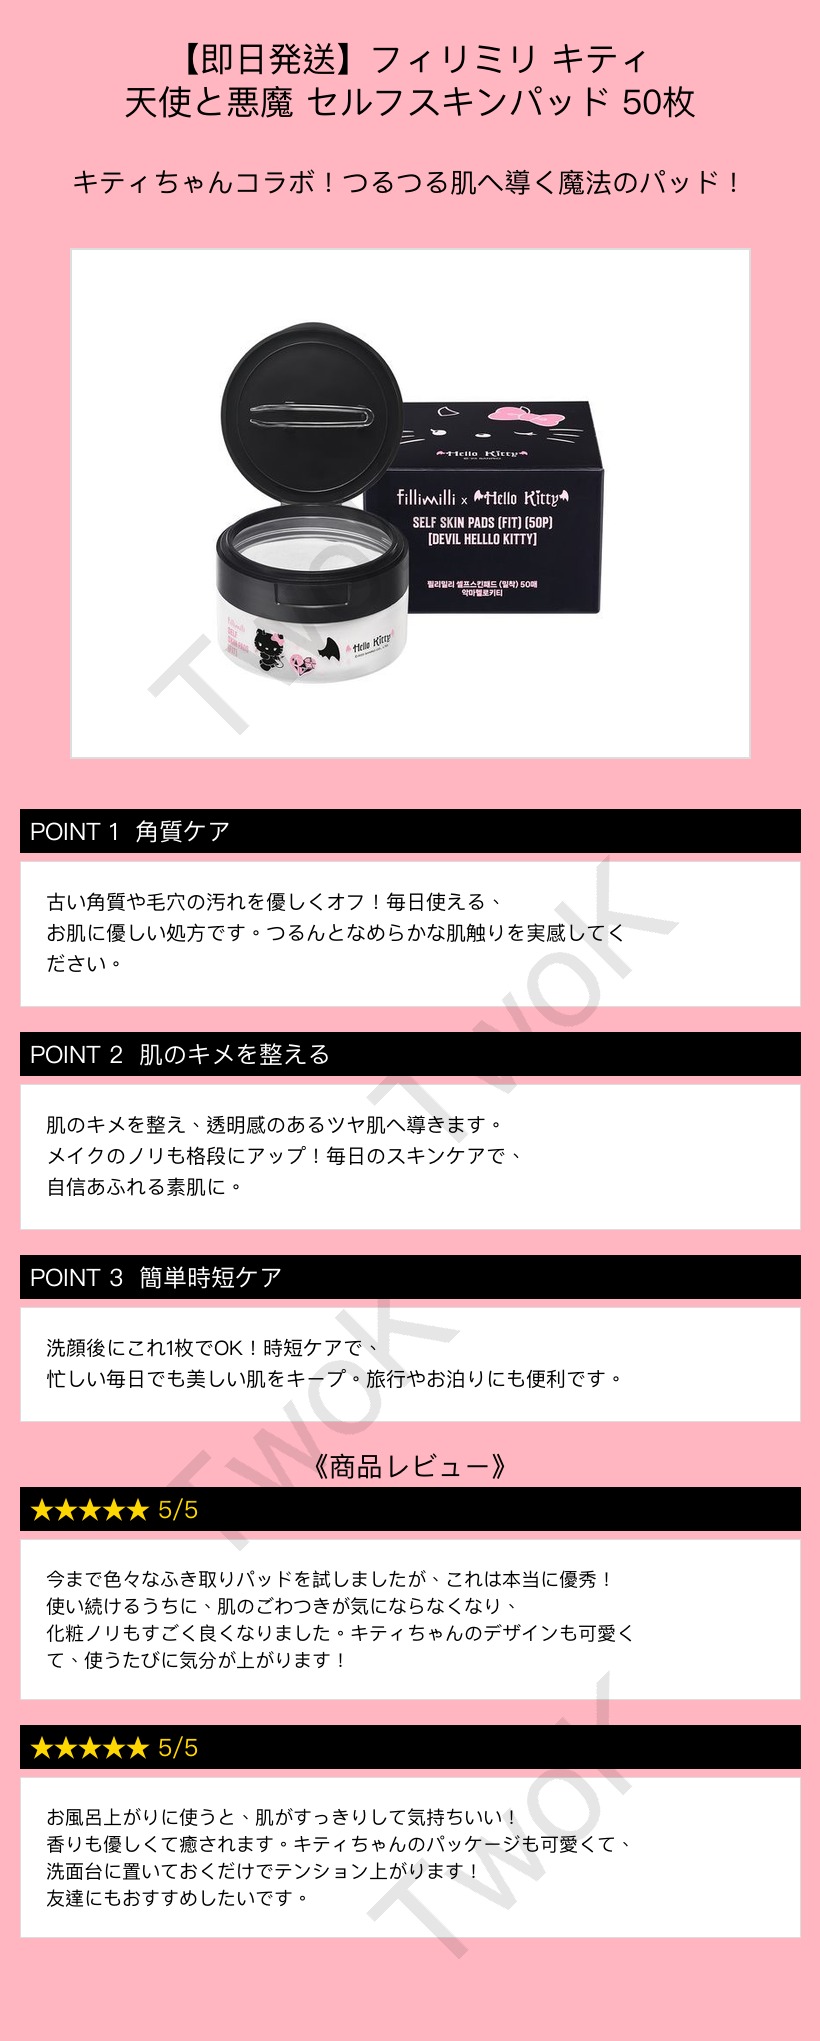 【即日発送】フィリミリ キティ
天使と悪魔 セルフスキンパッド 50枚
キティちゃんコラボ！つるつる肌へ導く魔法のパッド！
Hello Kitty
fillimilli x Hello Kitty
SELF SKIN PADS (FIT) (50P)
[DEVIL HELLLO KITTY]
필리밀리 셀프스킨패드 (밀착) 50매
악마헬로키티
fillimilli
SELF
SKIN PADS
Hello Kitty
TwoK
POINT 1 角質ケア
古い角質や毛穴の汚れを優しくオフ！毎日使える、
お肌に優しい処方です。つるんとなめらかな肌触りを実感してく
ださい。
TwoK
POINT 2 肌のキメを整える
肌のキメを整え、透明感のあるツヤ肌へ導きます。
メイクのノリも格段にアップ！毎日のスキンケアで、
自信あふれる素肌に。
POINT 3 簡単時短ケア
洗顔後にこれ1枚でOK！時短ケアで、
忙しい毎日でも美しい肌をキープ。旅行やお泊りにも便利です。
TwoK
《商品レビュー》
★★★★★ 5/5
今まで色々なふき取りパッドを試しましたが、これは本当に優秀！
使い続けるうちに、肌のごわつきが気にならなくなり、
化粧ノリもすごく良くなりました。キティちゃんのデザインも可愛く
て、使うたびに気分が上がります！
★★★★★ 5/5
お風呂上がりに使うと、肌がすっきりして気持ちいい！
香りも優しくて癒されます。キティちゃんのパッケージも可愛くて、
洗面台に置いておくだけでテンション上がります！
友達にもおすすめしたいです。
TwoK